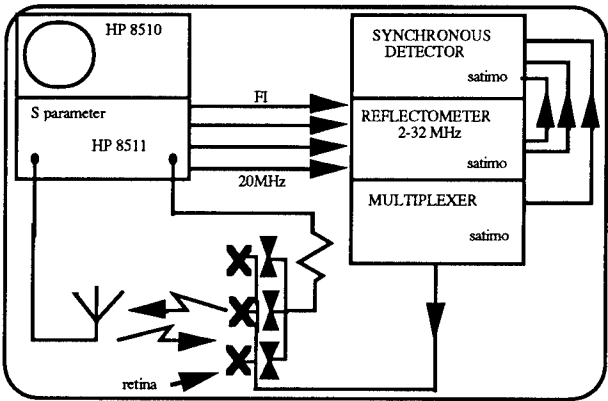 HP 8510
S parameter
HP 8511
FI
20MHz
SYNCHRONOUS
DETECTOR
satimo
REFLECTOMETER
2-32 MHz
satimo
MULTIPLEXER
satimo
retina